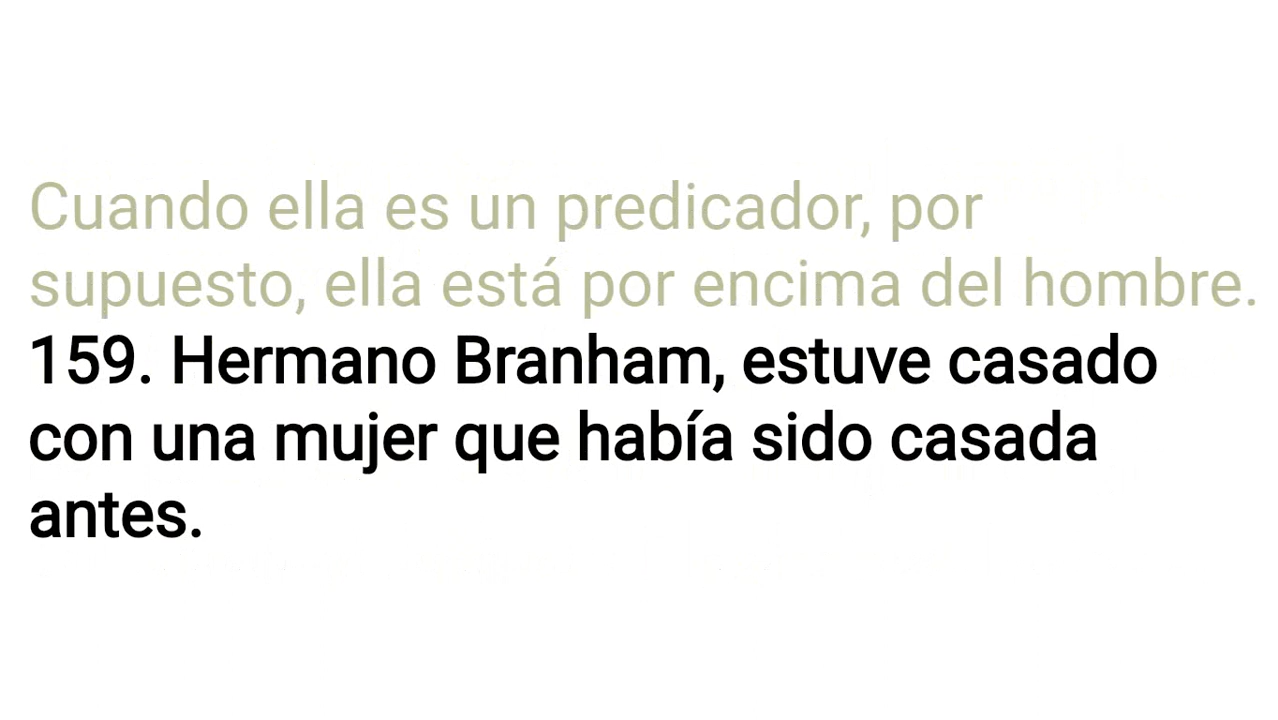 Cuando ella es un predicador, por
supuesto, ella está por encima del hombre.
159. Hermano Branham, estuve casado
con una mujer que había sido casada
antes.